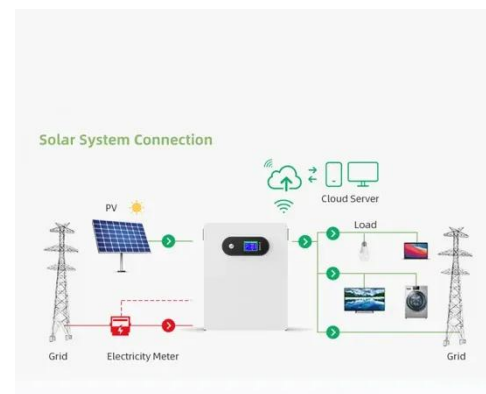 Solar System Connection
Cloud Server
PV
Load
Grid
Electricity Meter
Grid